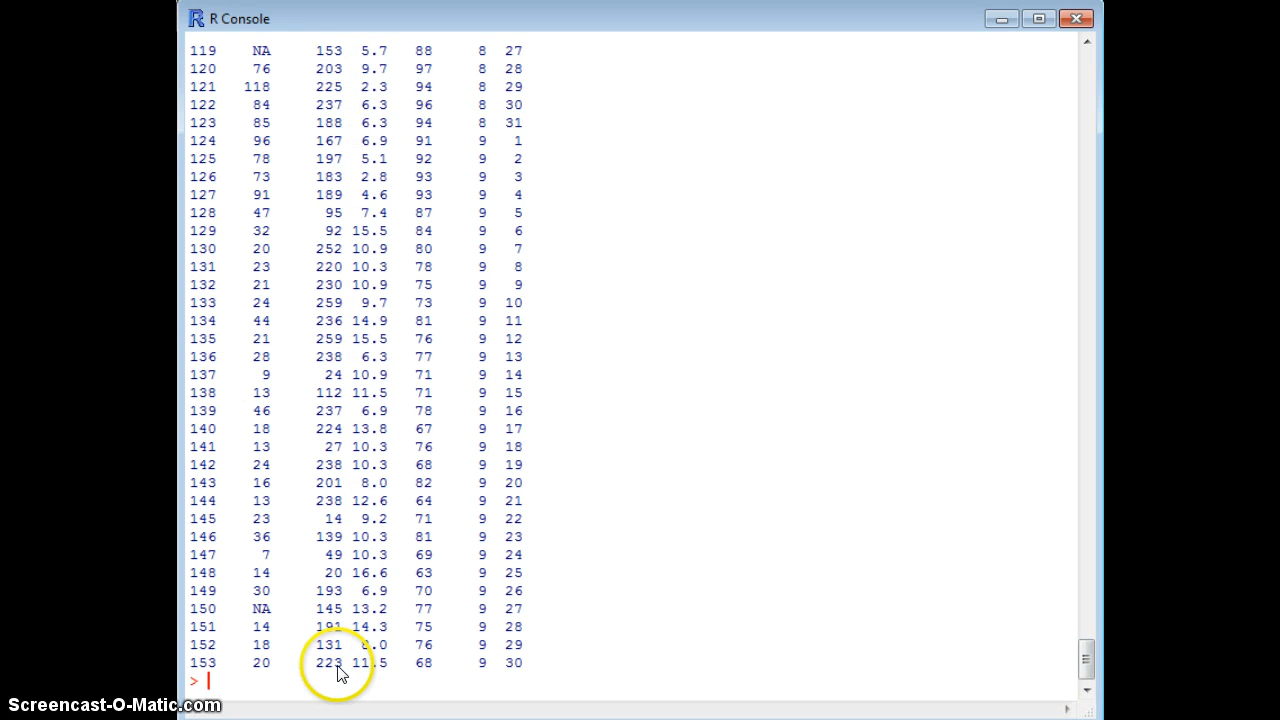 R Console
119 NA 153 5.7 88 8 27
120 76 203 9.7 97 8 28
121 118 225 2.3 94 8 29
122 84 237 6.3 96 8 30
123 85 188 6.3 94 8 31
124 96 167 6.9 91 9 1
125 78 197 5.1 92 9 2
126 73 183 2.8 93 9 3
127 91 189 4.6 93 9 4
128 47 95 7.4 87 9 5
129 32 92 15.5 84 9 6
130 20 252 10.9 80 9 7
131 23 220 10.3 78 9 8
132 21 230 10.9 75 9 9
133 24 259 9.7 73 9 10
134 44 236 14.9 81 9 11
135 21 259 15.5 76 9 12
136 28 238 6.3 77 9 13
137 9 24 10.9 71 9 14
138 13 112 11.5 71 9 15
139 46 237 6.9 78 9 16
140 18 224 13.8 67 9 17
141 13 27 10.3 76 9 18
142 24 238 10.3 68 9 19
143 16 201 8.0 82 9 20
144 13 238 12.6 64 9 21
145 23 14 9.2 71 9 22
146 36 139 10.3 81 9 23
147 7 49 10.3 69 9 24
148 14 20 16.6 63 9 25
149 30 193 6.9 70 9 26
150 NA 145 13.2 77 9 27
151 14 191 14.3 75 9 28
152 18 131 8.0 76 9 29
153 20 223 11.5 68 9 30
>
Screencast-O-Matic.com